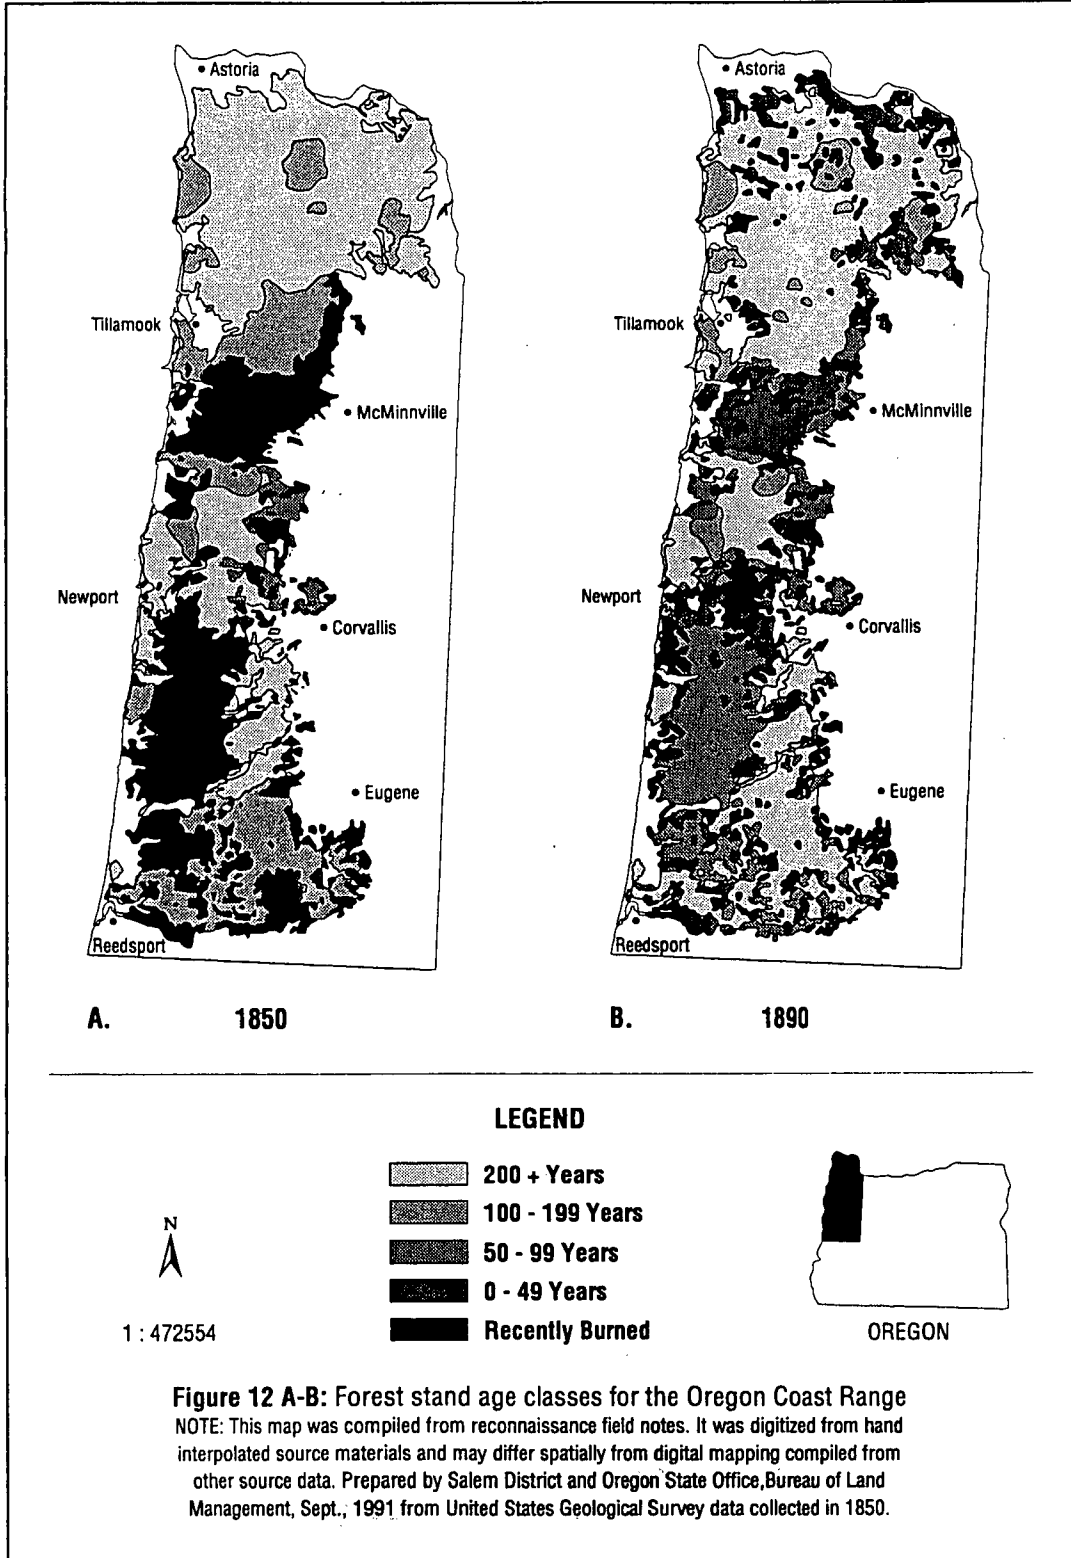 Astoria
Tillamook
McMinnville
Newport
Corvallis
Eugene
Reedsport
A. 1850
Astoria
Tillamook
McMinnville
Newport
Corvallis
Eugene
Reedsport
B. 1890
LEGEND
200 + Years
100 - 199 Years
50 - 99 Years
0 - 49 Years
Recently Burned
N
1 : 472554
OREGON
Figure 12 A-B: Forest stand age classes for the Oregon Coast Range
NOTE: This map was compiled from reconnaissance field notes. It was digitized from hand
interpolated source materials and may differ spatially from digital mapping compiled from
other source data. Prepared by Salem District and Oregon State Office,Bureau of Land
Management, Sept., 1991 from United States Geological Survey data collected in 1850.